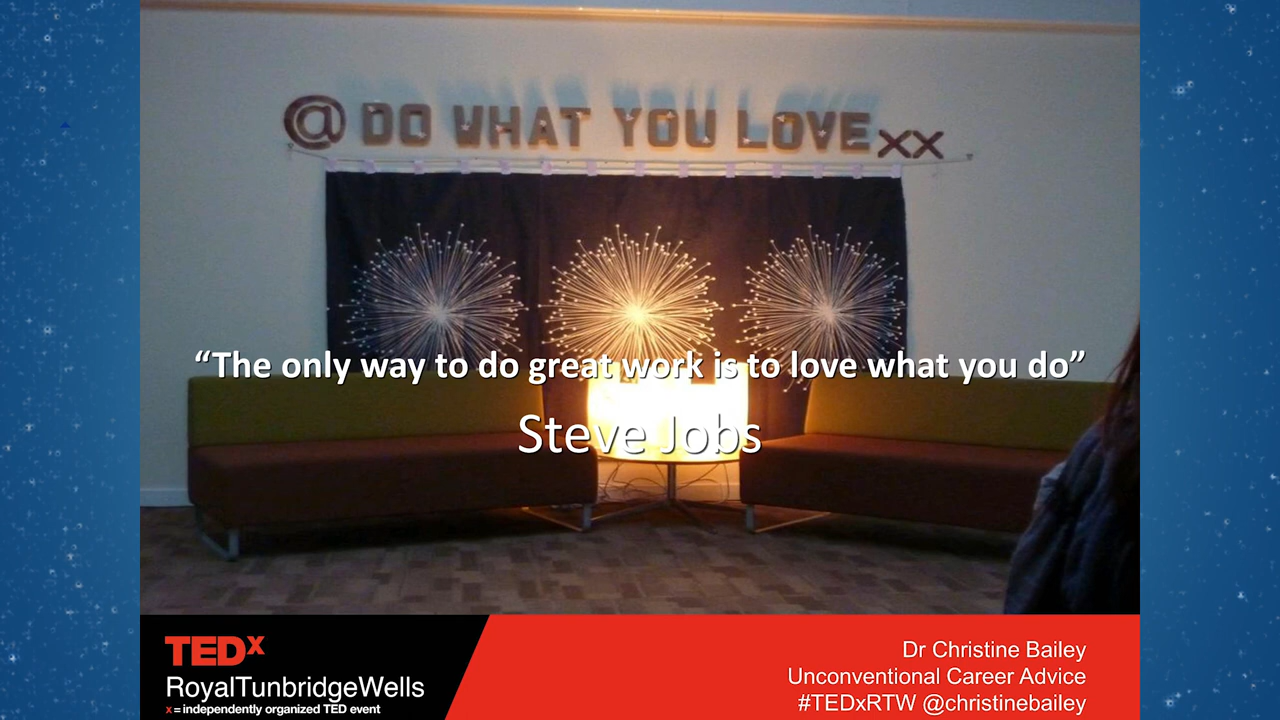 @ DO WHAT YOU LOVE xx
“The only way to do great work is to love what you do”
Steve Jobs
TEDx
RoyalTunbridgeWells
x = independently organized TED event
Dr Christine Bailey
Unconventional Career Advice
#TEDxRTW @christinebailey